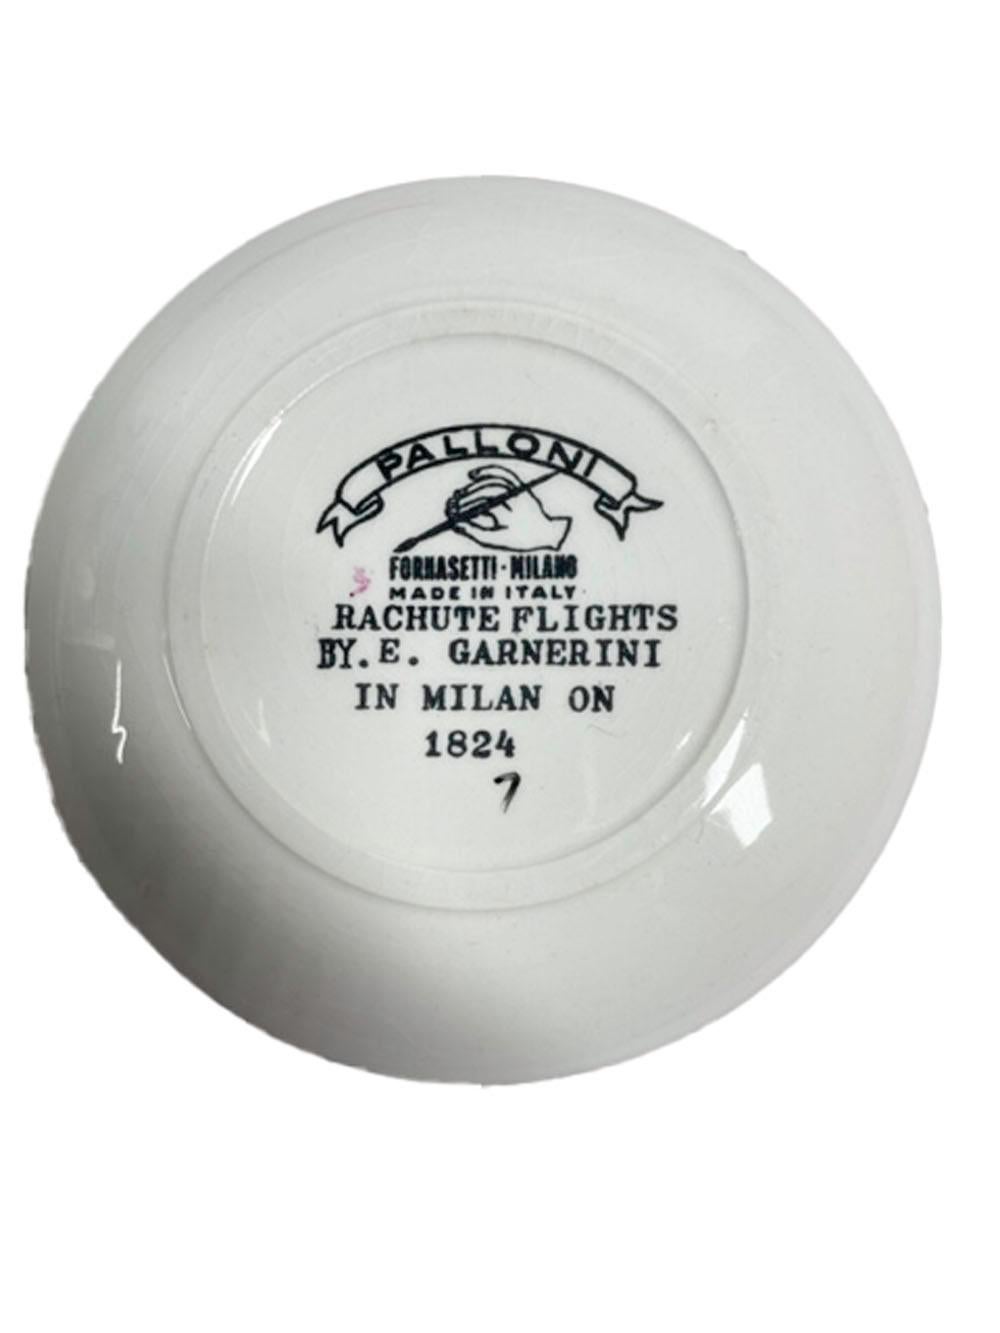 PALLONI
FORNASETTI · MILANO
MADE IN ITALY
RACHUTE FLIGHTS
BY. E. GARNERINI
IN MILAN ON
1824
7